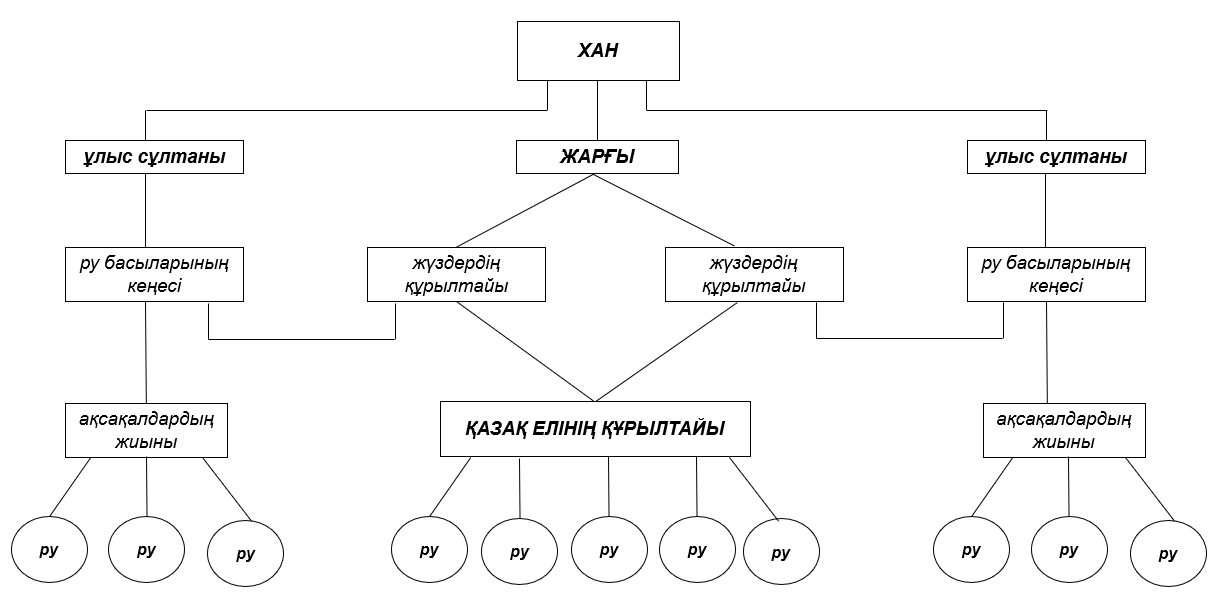 ХАН
ұлыс сұлтаны
ЖАРҒЫ
ұлыс сұлтаны
ру басыларының
кеңесі
жүздердің
құрылтайы
жүздердің
құрылтайы
ру басыларының
кеңесі
ақсақалдардың
жиыны
ҚАЗАҚ ЕЛІНІҢ ҚҰРЫЛТАЙЫ
ақсақалдардың
жиыны
ру
ру
ру
ру
ру
ру
ру
ру
ру
ру
ру